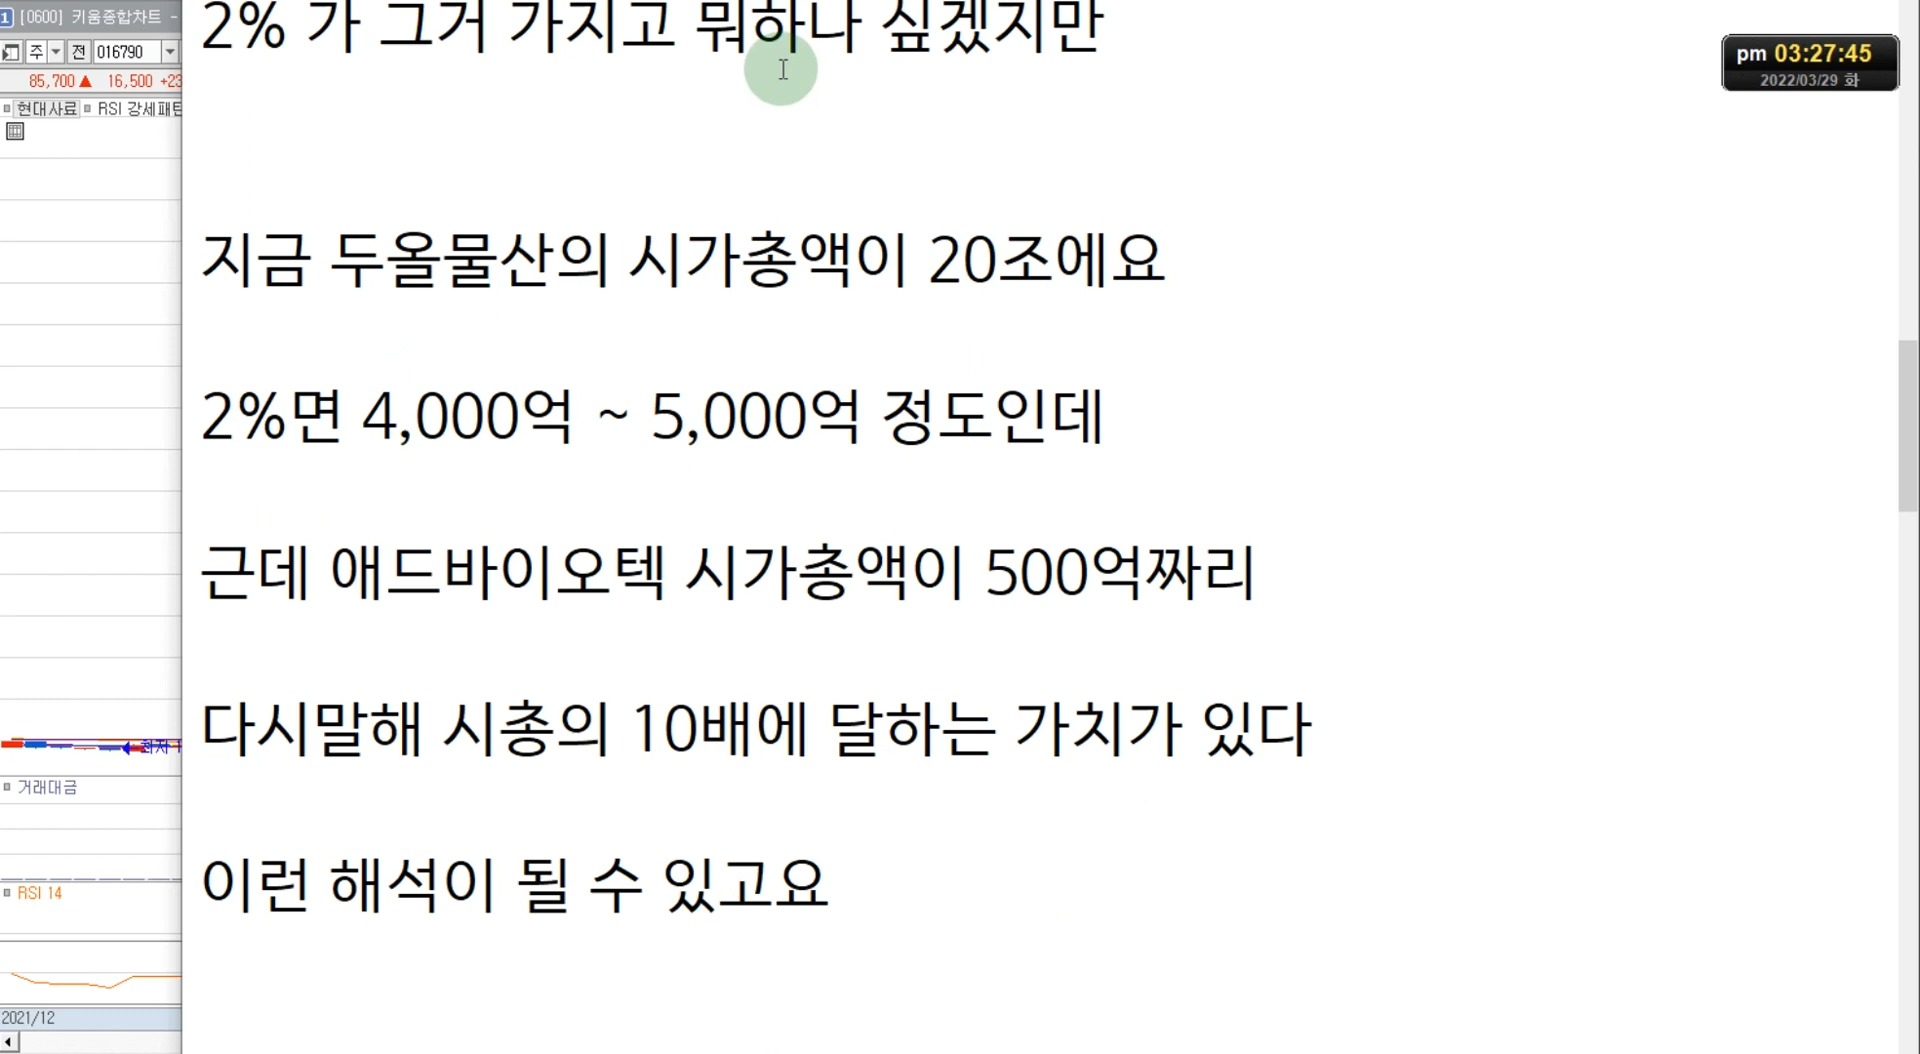 1 [0600] 키움종합차트 -
주 전 016790
85,700 ▲ 16,500 +23
현대사료 RSI 강세패턴
2% 가 그거 가지고 뭐하나 싶겠지만
pm 03:27:45
2022/03/29 화
지금 두올물산의 시가총액이 20조에요
2%면 4,000억 ~ 5,000억 정도인데
근데 애드바이오텍 시가총액이 500억짜리
다시말해 시총의 10배에 달하는 가치가 있다
거래대금
이런 해석이 될 수 있고요
RSI 14
2021/12